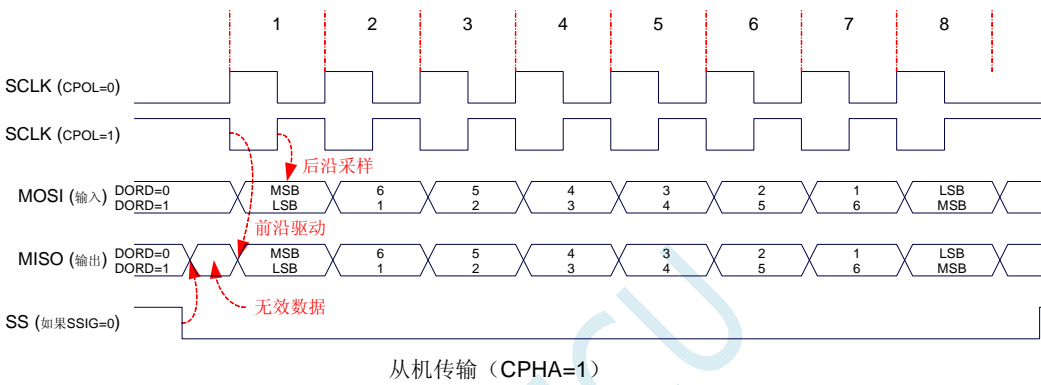 1 2 3 4 5 6 7 8
SCLK (CPOL=0)
SCLK (CPOL=1)
后沿采样
MOSI (输入) DORD=0 MSB 6 5 4 3 2 1 LSB
DORD=1 LSB 1 2 3 4 5 6 MSB
前沿驱动
MISO (输出) DORD=0 MSB 6 5 4 3 2 1 LSB
DORD=1 LSB 1 2 3 4 5 6 MSB
无效数据
SS (如果SSIG=0)
从机传输（CPHA=1）